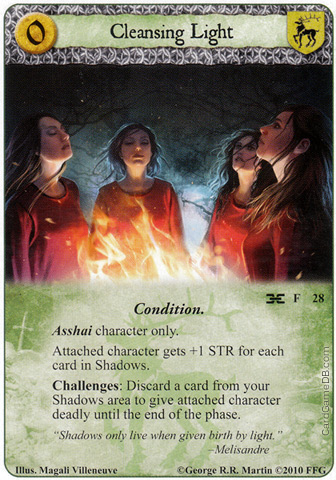 0
Cleansing Light
F 28
Condition.
Asshai character only.
Attached character gets +1 STR for each
card in Shadows.
Challenges: Discard a card from your
Shadows area to give attached character
deadly until the end of the phase.
“Shadows only live when given birth by light.”
–Melisandre
Illus. Magali Villeneuve
©George R.R. Martin ©2010 FFG
CardGameDB.com